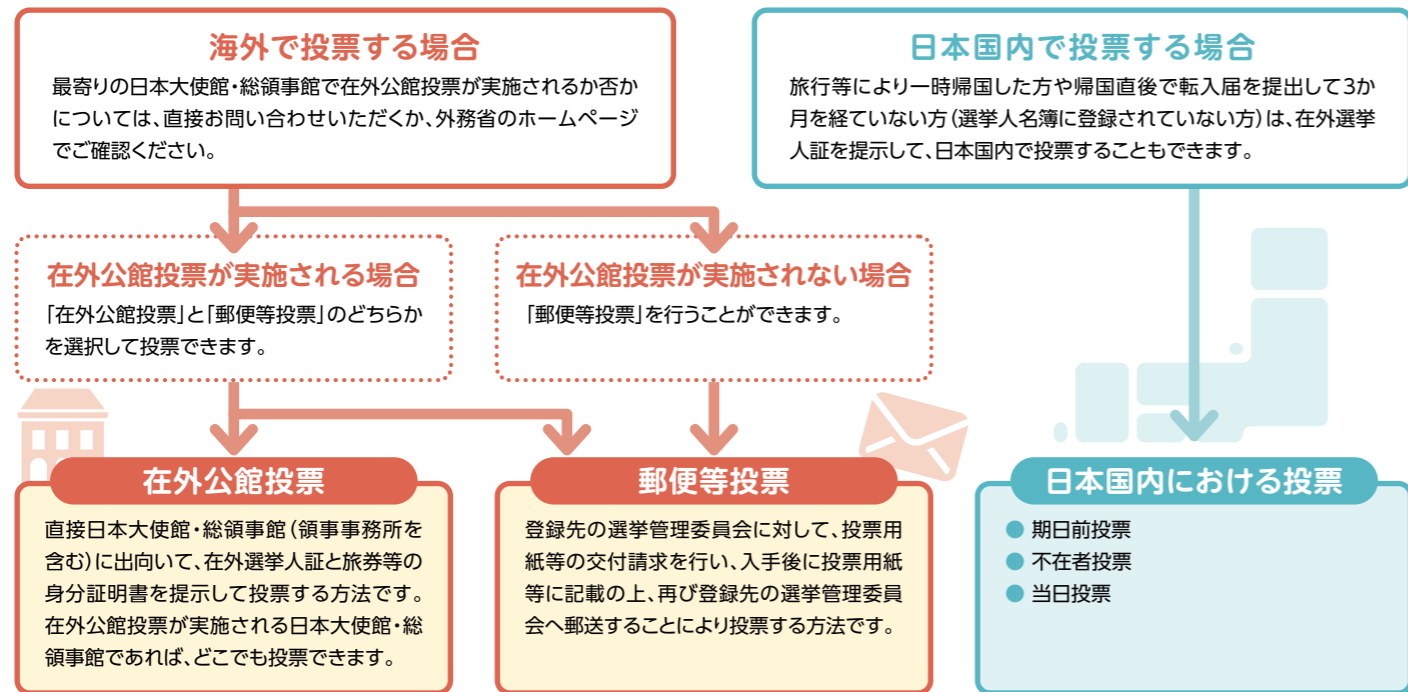 海外で投票する場合
最寄りの日本大使館・総領事館で在外公館投票が実施されるか否か
については、直接お問い合わせいただくか、外務省のホームページ
でご確認ください。
日本国内で投票する場合
旅行等により一時帰国した方や帰国直後で転入届を提出して3か
月を経ていない方(選挙人名簿に登録されていない方)は、在外選挙
人証を提示して、日本国内で投票することもできます。
在外公館投票が実施される場合
「在外公館投票」と「郵便等投票」のどちらか
を選択して投票できます。
在外公館投票が実施されない場合
「郵便等投票」を行うことができます。
在外公館投票
直接日本大使館・総領事館(領事事務所を
含む)に出向いて、在外選挙人証と旅券等の
身分証明書を提示して投票する方法です。
在外公館投票が実施される日本大使館・総
領事館であれば、どこでも投票できます。
郵便等投票
登録先の選挙管理委員会に対して、投票用
紙等の交付請求を行い、入手後に投票用紙
等に記載の上、再び登録先の選挙管理委員
会へ郵送することにより投票する方法です。
日本国内における投票
● 期日前投票
● 不在者投票
● 当日投票